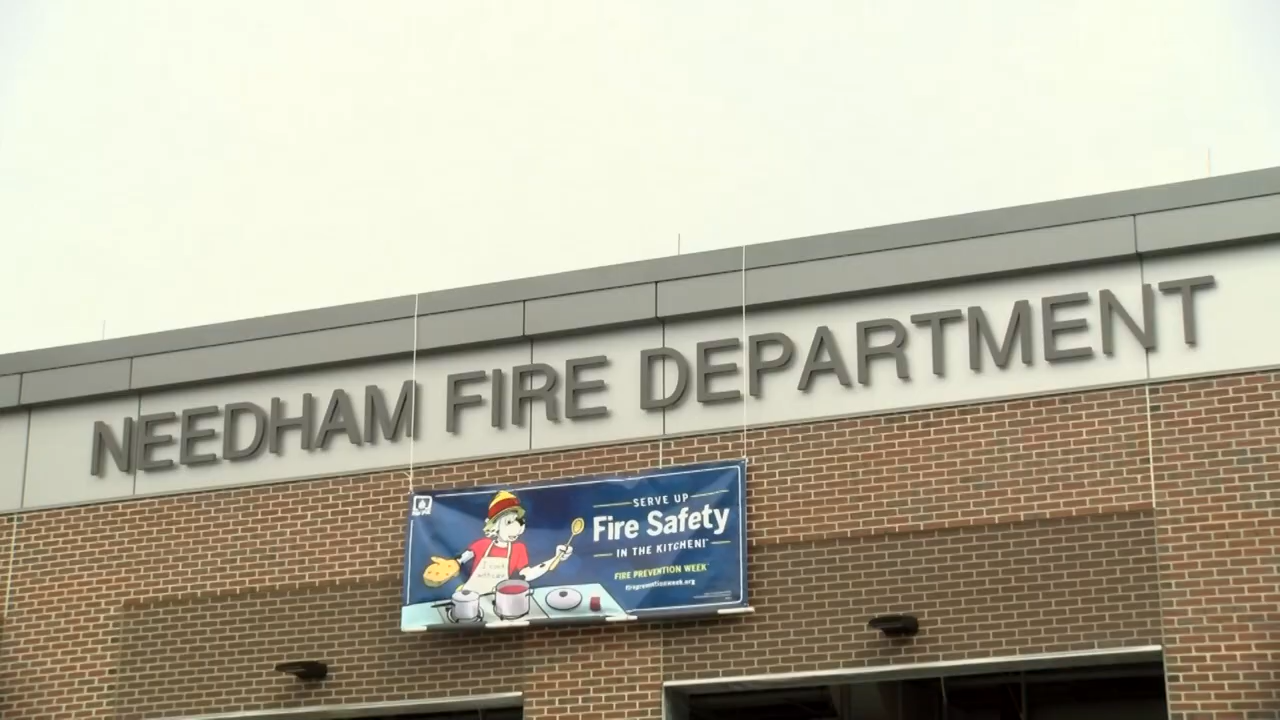 NEEDHAM FIRE DEPARTMENT
SERVE UP
Fire Safety
IN THE KITCHEN!
FIRE PREVENTION WEEK
firepreventionweek.org